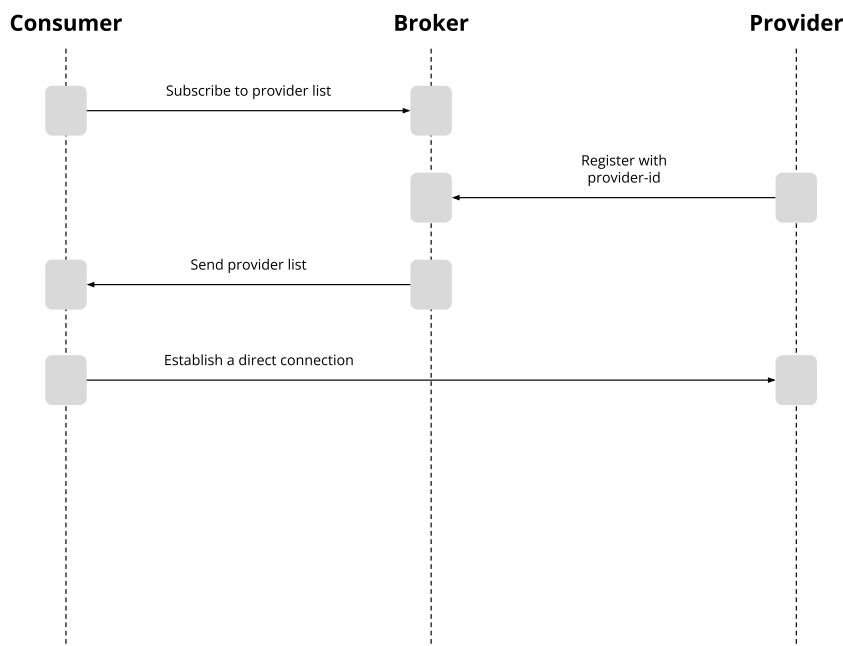 Consumer
Broker
Provider
Subscribe to provider list
Register with
provider-id
Send provider list
Establish a direct connection